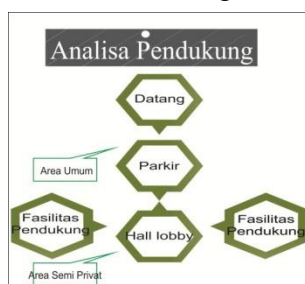 Analisa Pendukung
Datang
Area Umum
Parkir
Fasilitas
Pendukung
Hall lobby
Fasilitas
Pendukung
Area Semi Privat